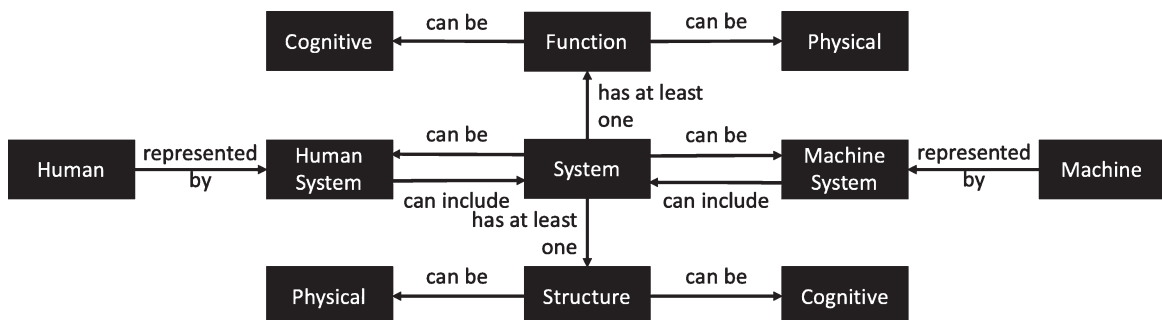 can be
can be
Cognitive
Function
Physical
has at least
one
can be
can be
represented
by
represented
by
Human
Human
System
System
Machine
System
Machine
can include
can include
has at least
one
can be
can be
Physical
Structure
Cognitive